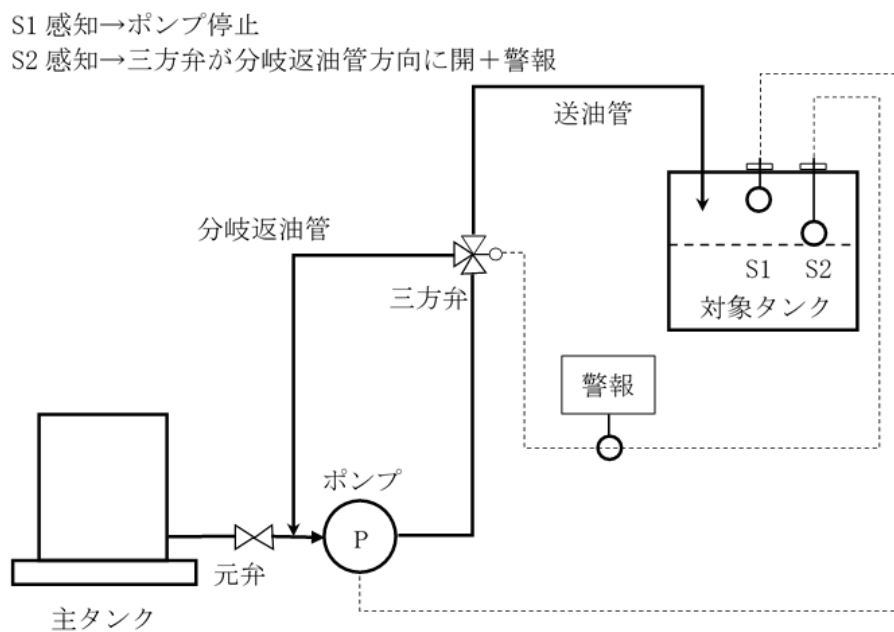 S1 感知→ポンプ停止
S2 感知→三方弁が分岐返油管方向に開＋警報
送油管
分岐返油管
S1 S2
三方弁
対象タンク
警報
ポンプ
P
元弁
主タンク